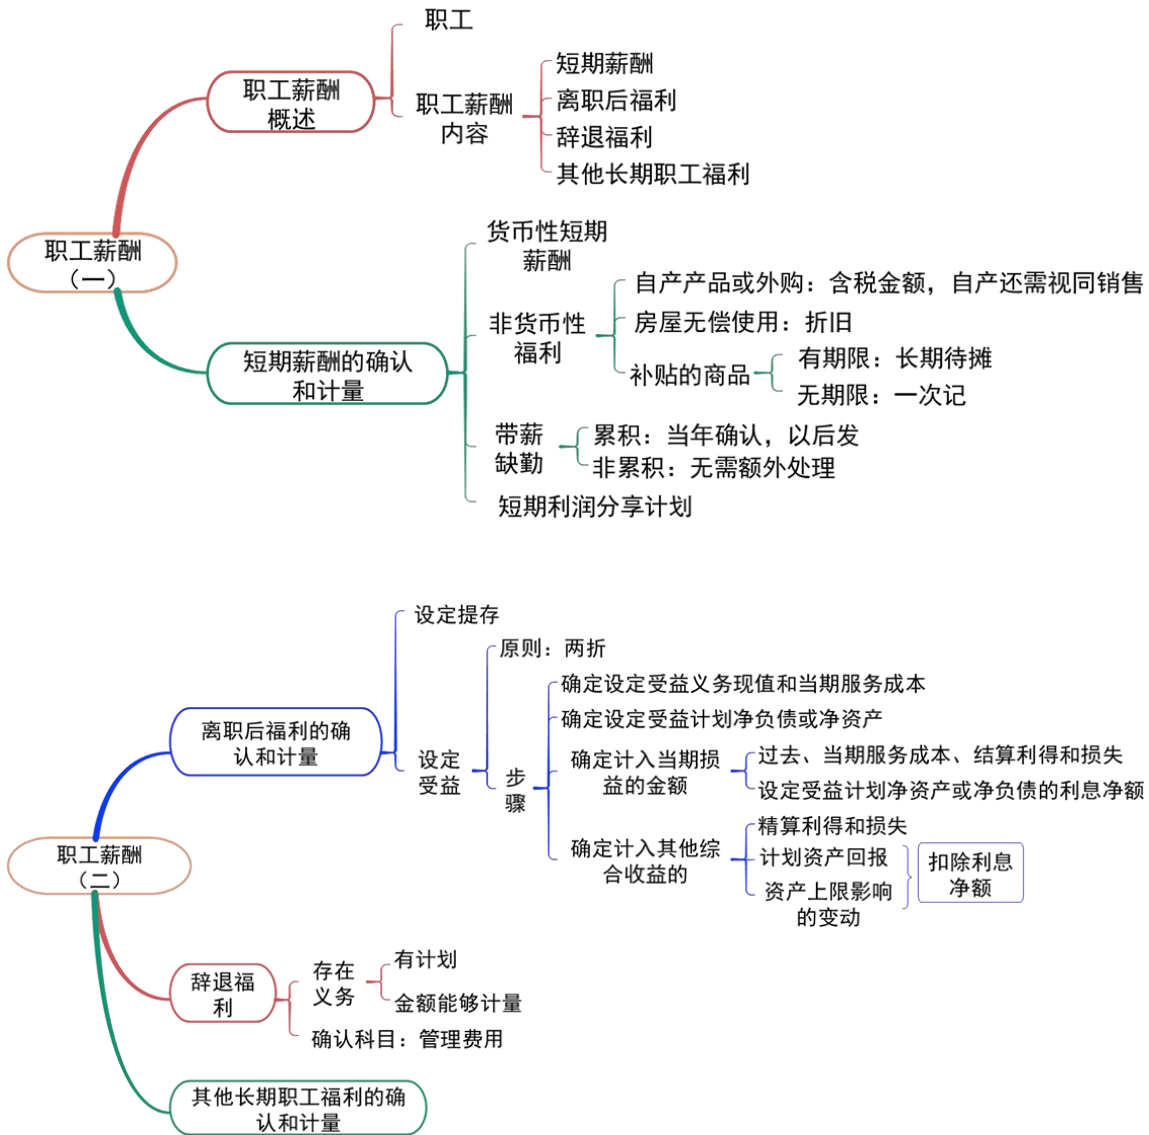 职工
职工薪酬
概述
职工薪酬
内容
短期薪酬
离职后福利
辞退福利
其他长期职工福利
职工薪酬
（一）
货币性短期
薪酬
自产产品或外购：含税金额，自产还需视同销售
非货币性
福利
房屋无偿使用：折旧
补贴的商品
有期限：长期待摊
无期限：一次记
短期薪酬的确认
和计量
带薪
缺勤
累积：当年确认，以后发
非累积：无需额外处理
短期利润分享计划
设定提存
原则：两折
离职后福利的确
认和计量
设定
受益
步
骤
确定设定受益义务现值和当期服务成本
确定设定受益计划净负债或净资产
确定计入当期损
益的金额
过去、当期服务成本、结算利得和损失
设定受益计划净资产或净负债的利息净额
确定计入其他综
合收益的
精算利得和损失
计划资产回报
资产上限影响
的变动
扣除利息
净额
职工薪酬
（二）
辞退福
利
存在
义务
有计划
金额能够计量
确认科目：管理费用
其他长期职工福利的确
认和计量